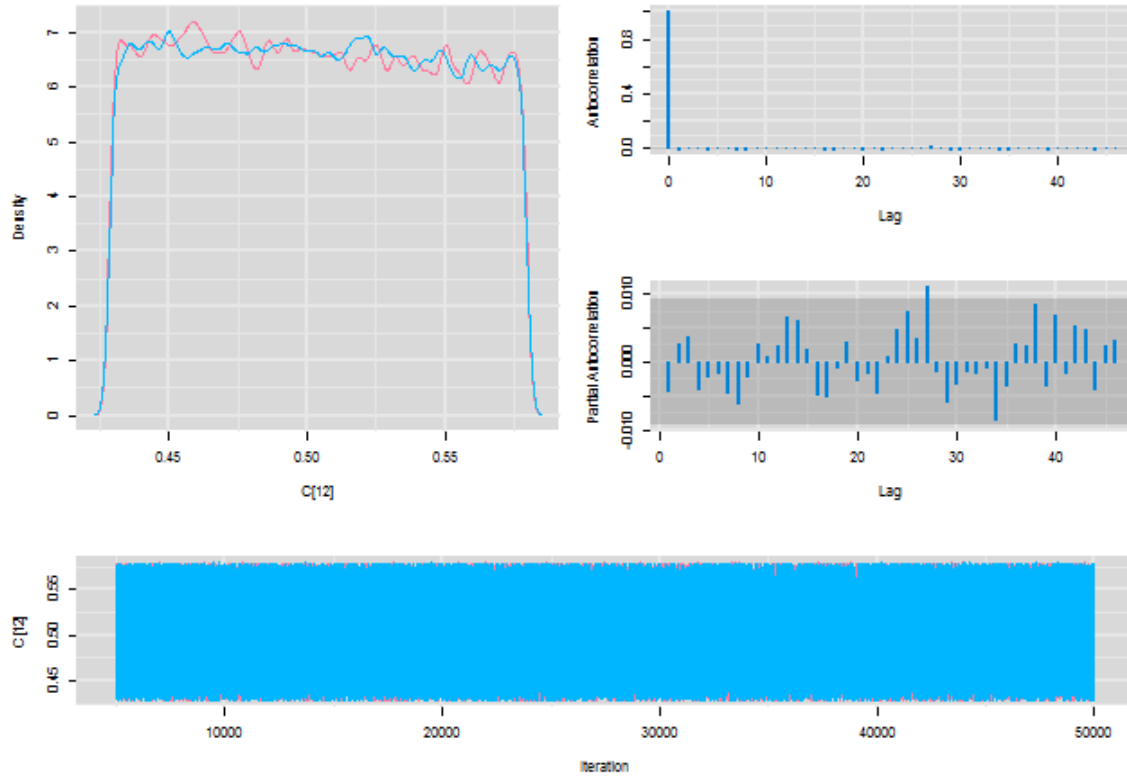 Density
0 1 2 3 4 5 6 7
0.45 0.50 0.55
C[12]
Autocorrelation
0.0 0.4 0.8
0 10 20 30 40
Lag
Partial Autocorrelation
-0.010 0.000 0.010
0 10 20 30 40
Lag
C[12]
0.45 0.50 0.55
10000 20000 30000 40000 50000
Iteration